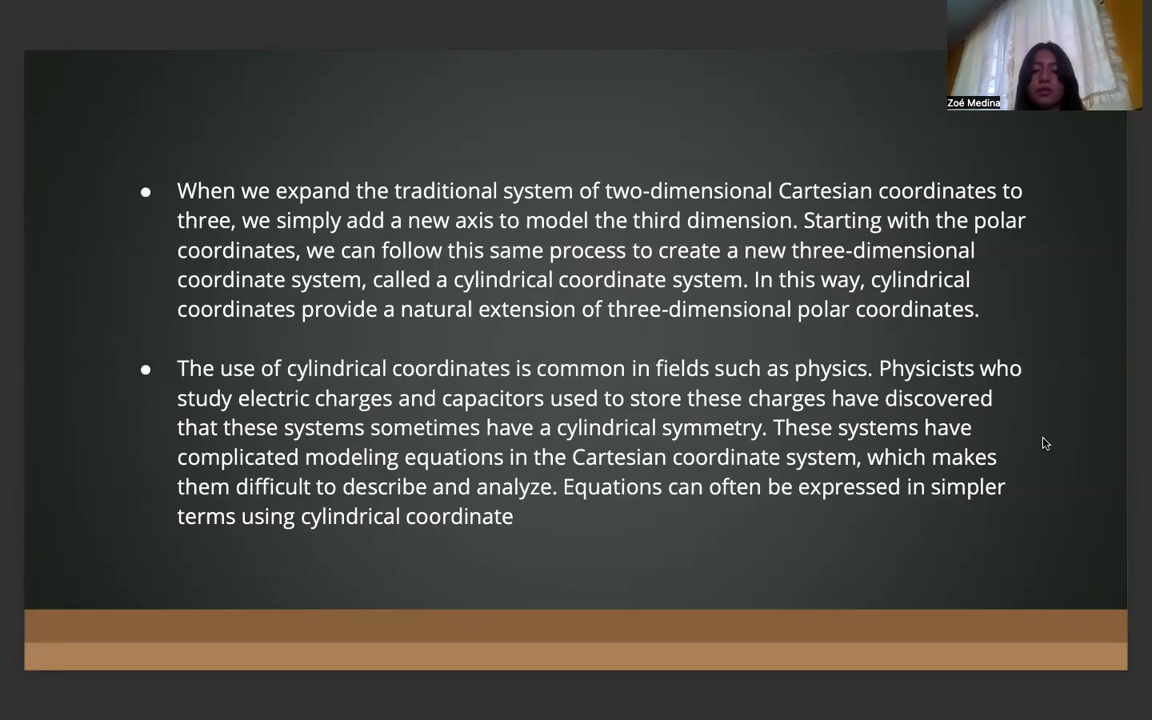 Zoé Medina
● When we expand the traditional system of two-dimensional Cartesian coordinates to
three, we simply add a new axis to model the third dimension. Starting with the polar
coordinates, we can follow this same process to create a new three-dimensional
coordinate system, called a cylindrical coordinate system. In this way, cylindrical
coordinates provide a natural extension of three-dimensional polar coordinates.
● The use of cylindrical coordinates is common in fields such as physics. Physicists who
study electric charges and capacitors used to store these charges have discovered
that these systems sometimes have a cylindrical symmetry. These systems have
complicated modeling equations in the Cartesian coordinate system, which makes
them difficult to describe and analyze. Equations can often be expressed in simpler
terms using cylindrical coordinate